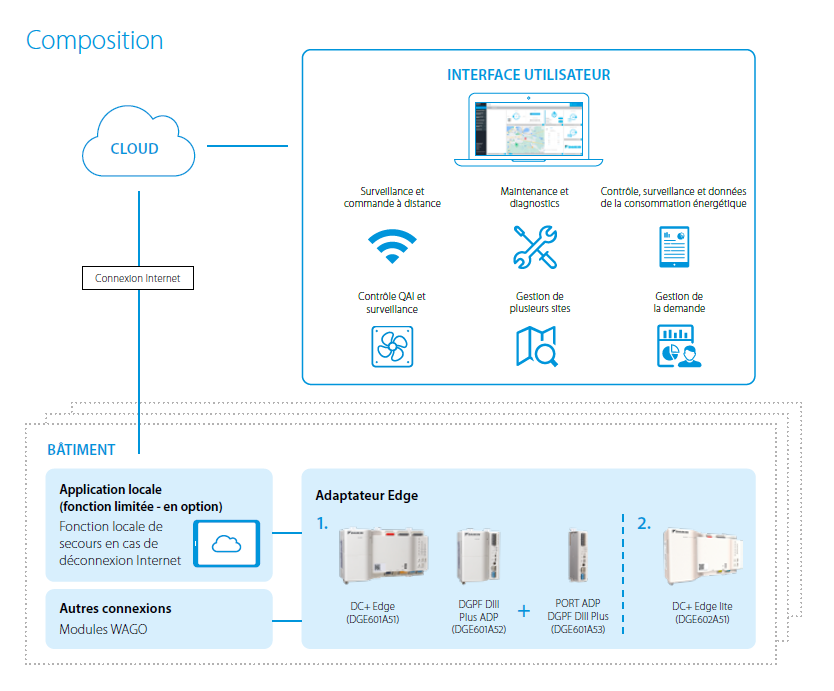 Composition
INTERFACE UTILISATEUR
CLOUD
Surveillance et
commande à distance
Maintenance et
diagnostics
Contrôle, surveillance et données
de la consommation énergétique
Connexion Internet
Contrôle QAI et
surveillance
Gestion de
plusieurs sites
Gestion de
la demande
BÂTIMENT
Application locale
(fonction limitée - en option)
Fonction locale de
secours en cas de
déconnexion Internet
Autres connexions
Modules WAGO
Adaptateur Edge
1.
2.
DC+ Edge
(DGE601A51)
DGPF DIII
Plus ADP
(DGE601A52)
+
PORT ADP
DGPF DIII Plus
(DGE601A53)
DC+ Edge lite
(DGE602A51)